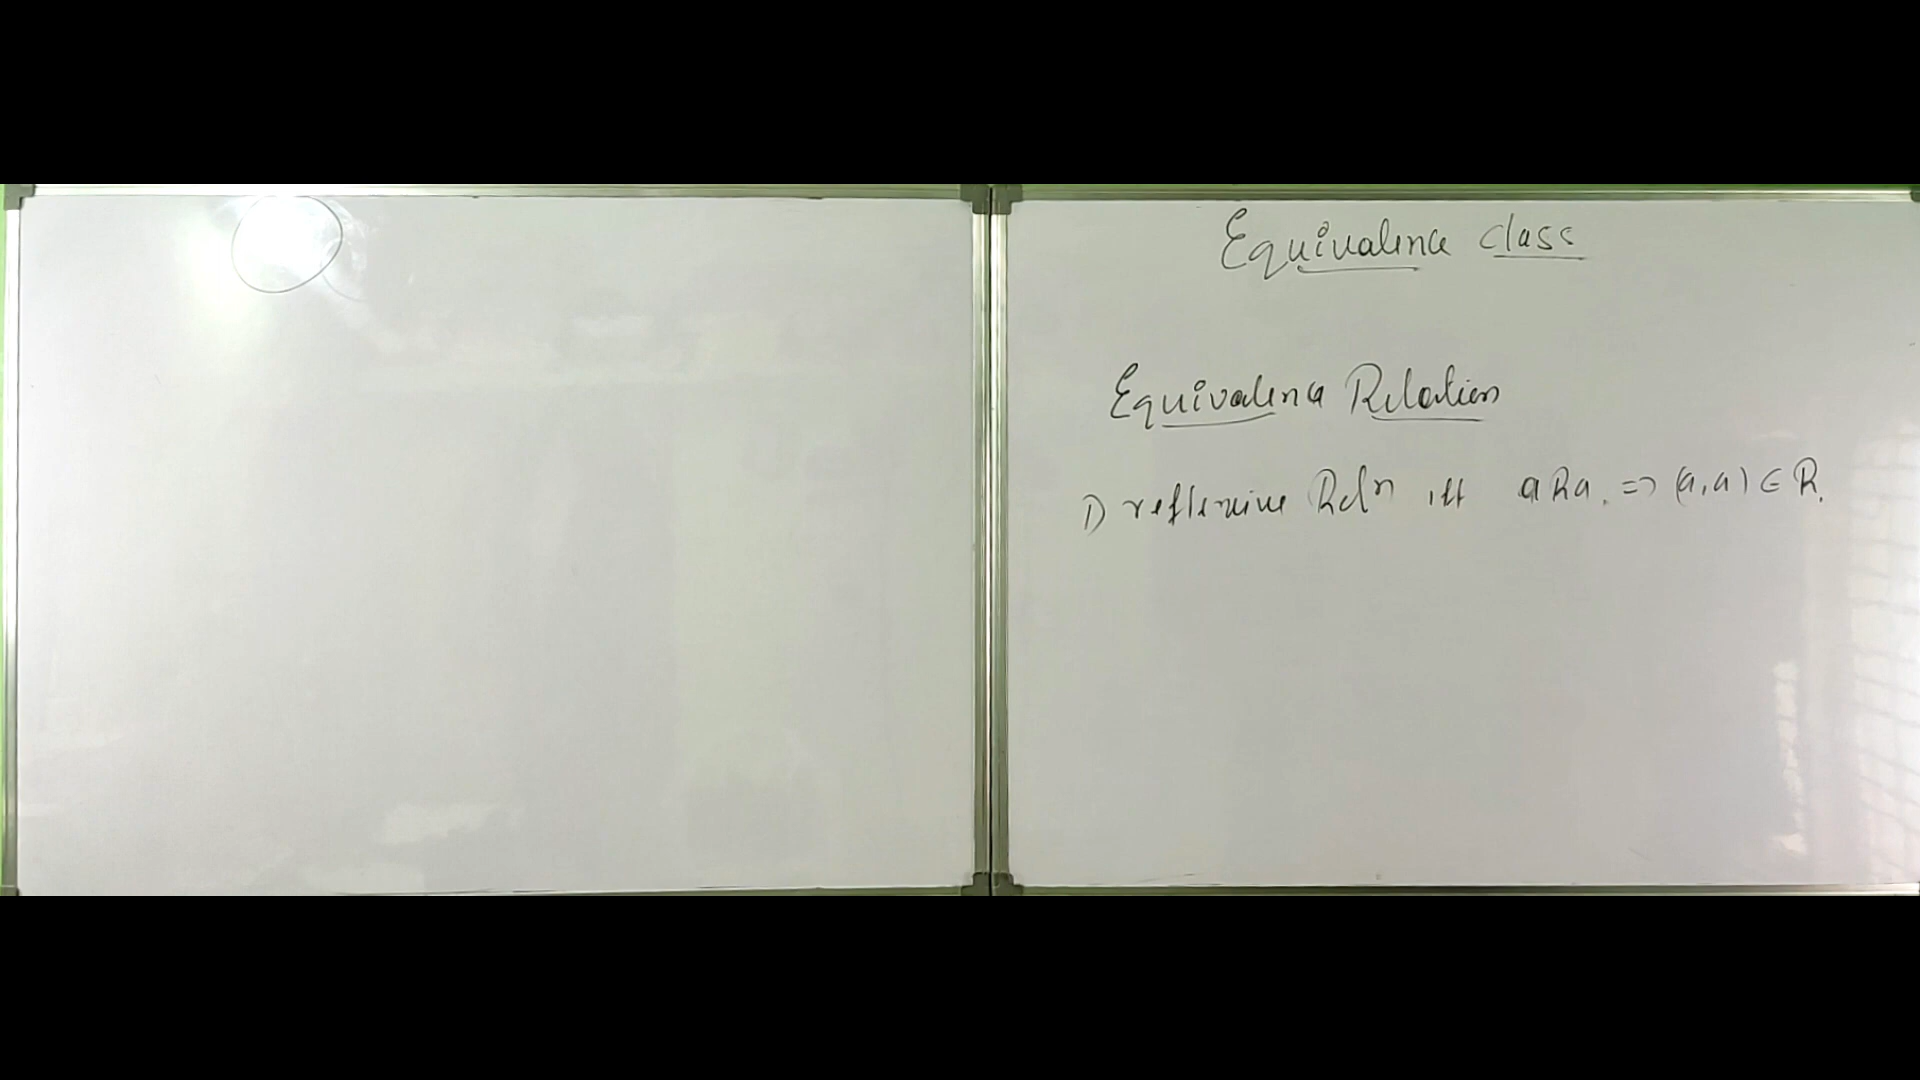 Equivalence class
Equivalence Relation
1) reflexive Relⁿ iff aRa. => (a,a) ∈ R.